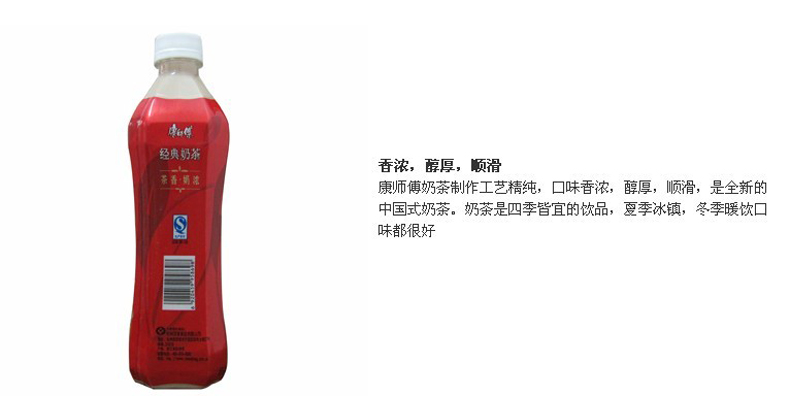 康师傅
经典奶茶
茶香·奶浓
香浓，醇厚，顺滑
康师傅奶茶制作工艺精纯，口味香浓，醇厚，顺滑，是全新的
中国式奶茶。奶茶是四季皆宜的饮品，夏季冰镇，冬季暖饮口
味都很好